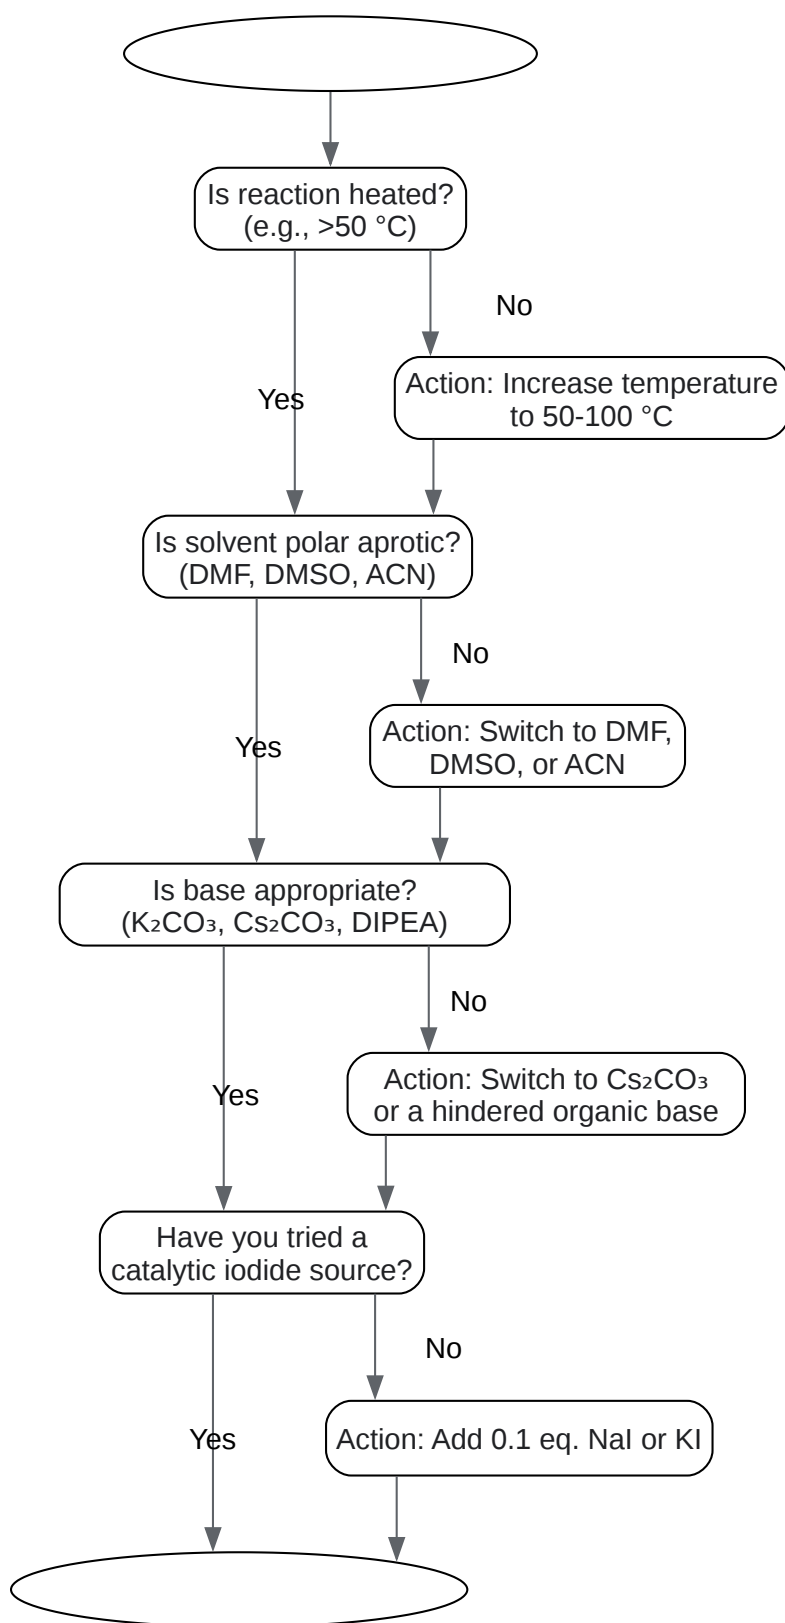 Is reaction heated?
(e.g., >50 °C)
No
Action: Increase temperature
to 50-100 °C
Yes
Is solvent polar aprotic?
(DMF, DMSO, ACN)
No
Action: Switch to DMF,
DMSO, or ACN
Yes
Is base appropriate?
(K₂CO₃, Cs₂CO₃, DIPEA)
No
Action: Switch to Cs₂CO₃
or a hindered organic base
Yes
Have you tried a
catalytic iodide source?
No
Action: Add 0.1 eq. NaI or KI
Yes